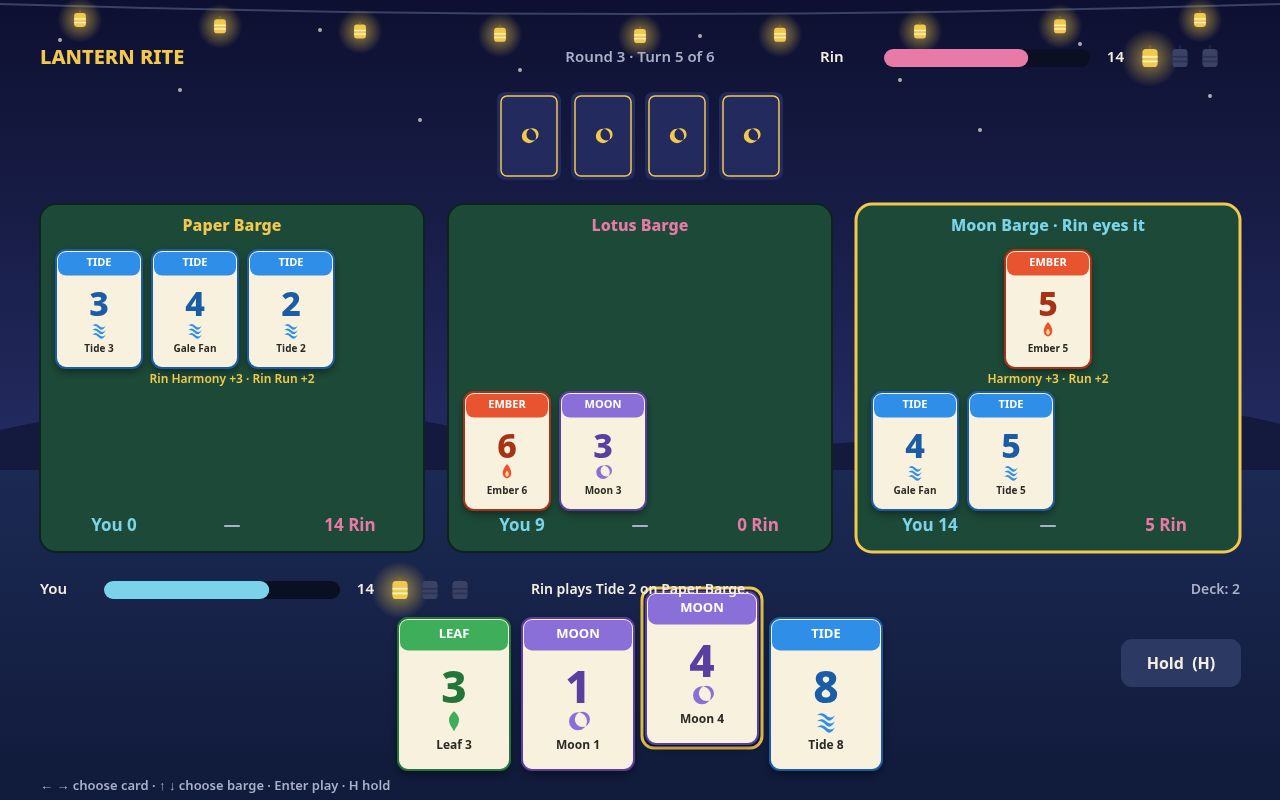 LANTERN RITE
Round 3 · Turn 5 of 6
Rin
14
Paper Barge
TIDE
3
Tide 3
TIDE
4
Gale Fan
TIDE
2
Tide 2
Rin Harmony +3 · Rin Run +2
You 0
—
14 Rin
Lotus Barge
EMBER
6
Ember 6
MOON
3
Moon 3
You 9
—
0 Rin
Moon Barge · Rin eyes it
EMBER
5
Ember 5
Harmony +3 · Run +2
TIDE
4
Gale Fan
TIDE
5
Tide 5
You 14
—
5 Rin
You
14
Rin plays Tide 2 on Paper Barge.
Deck: 2
LEAF
3
Leaf 3
MOON
1
Moon 1
MOON
4
Moon 4
TIDE
8
Tide 8
Hold (H)
← → choose card · ↑ ↓ choose barge · Enter play · H hold